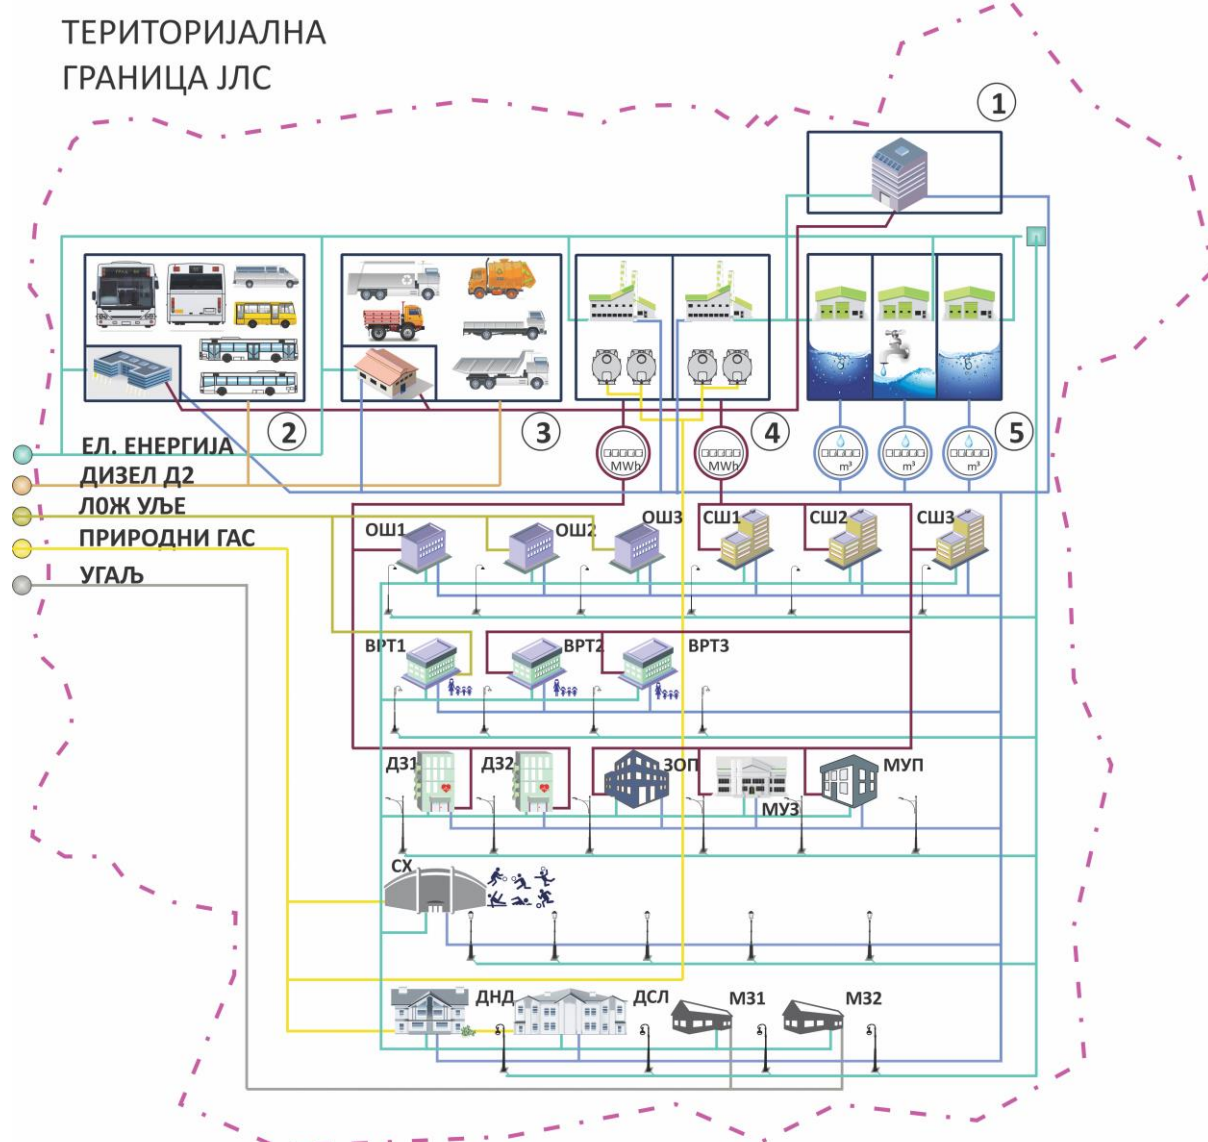 ТЕРИТОРИЈАЛНА
ГРАНИЦА ЈЛС
1
2
3
4
5
MWh
MWh
m³
m³
m³
ЕЛ. ЕНЕРГИЈА
ДИЗЕЛ Д2
ЛОЖ УЉЕ
ПРИРОДНИ ГАС
УГАЉ
ОШ1
ОШ2
ОШ3
СШ1
СШ2
СШ3
ВРТ1
ВРТ2
ВРТ3
ДЗ1
ДЗ2
ЗОП
МУЗ
МУП
СХ
ДНД
ДСЛ
МЗ1
МЗ2